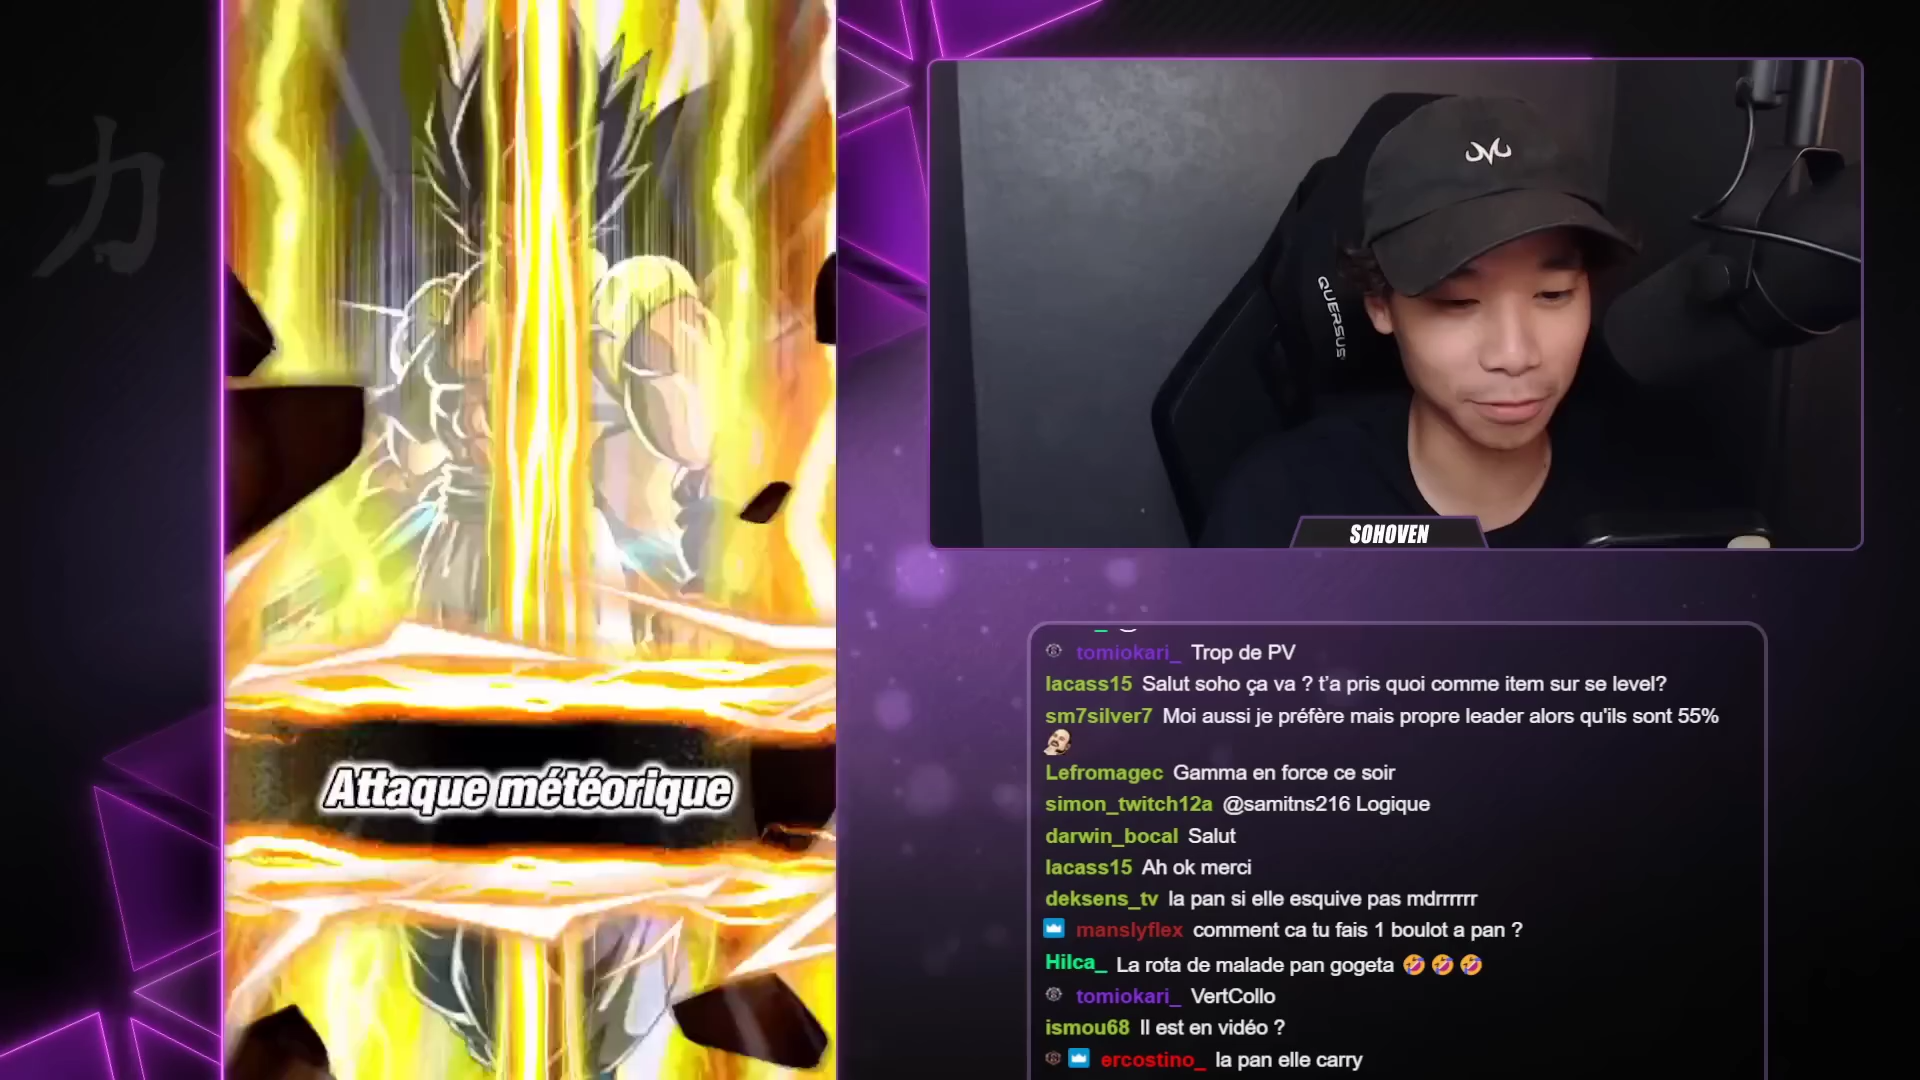 力
QUERSUS
SOHOVEN
Attaque météorique
tomiokari_ Trop de PV
lacass15 Salut soho ça va ? t'a pris quoi comme item sur se level?
sm7silver7 Moi aussi je préfère mais propre leader alors qu'ils sont 55%
Lefromagec Gamma en force ce soir
simon_twitch12a @samitns216 Logique
darwin_bocal Salut
lacass15 Ah ok merci
deksens_tv la pan si elle esquive pas mdrrrrrr
manslyflex comment ca tu fais 1 boulot a pan ?
Hilca_ La rota de malade pan gogeta 🤣 🤣 🤣
tomiokari_ VertCollo
ismou68 Il est en vidéo ?
ercostino_ la pan elle carry